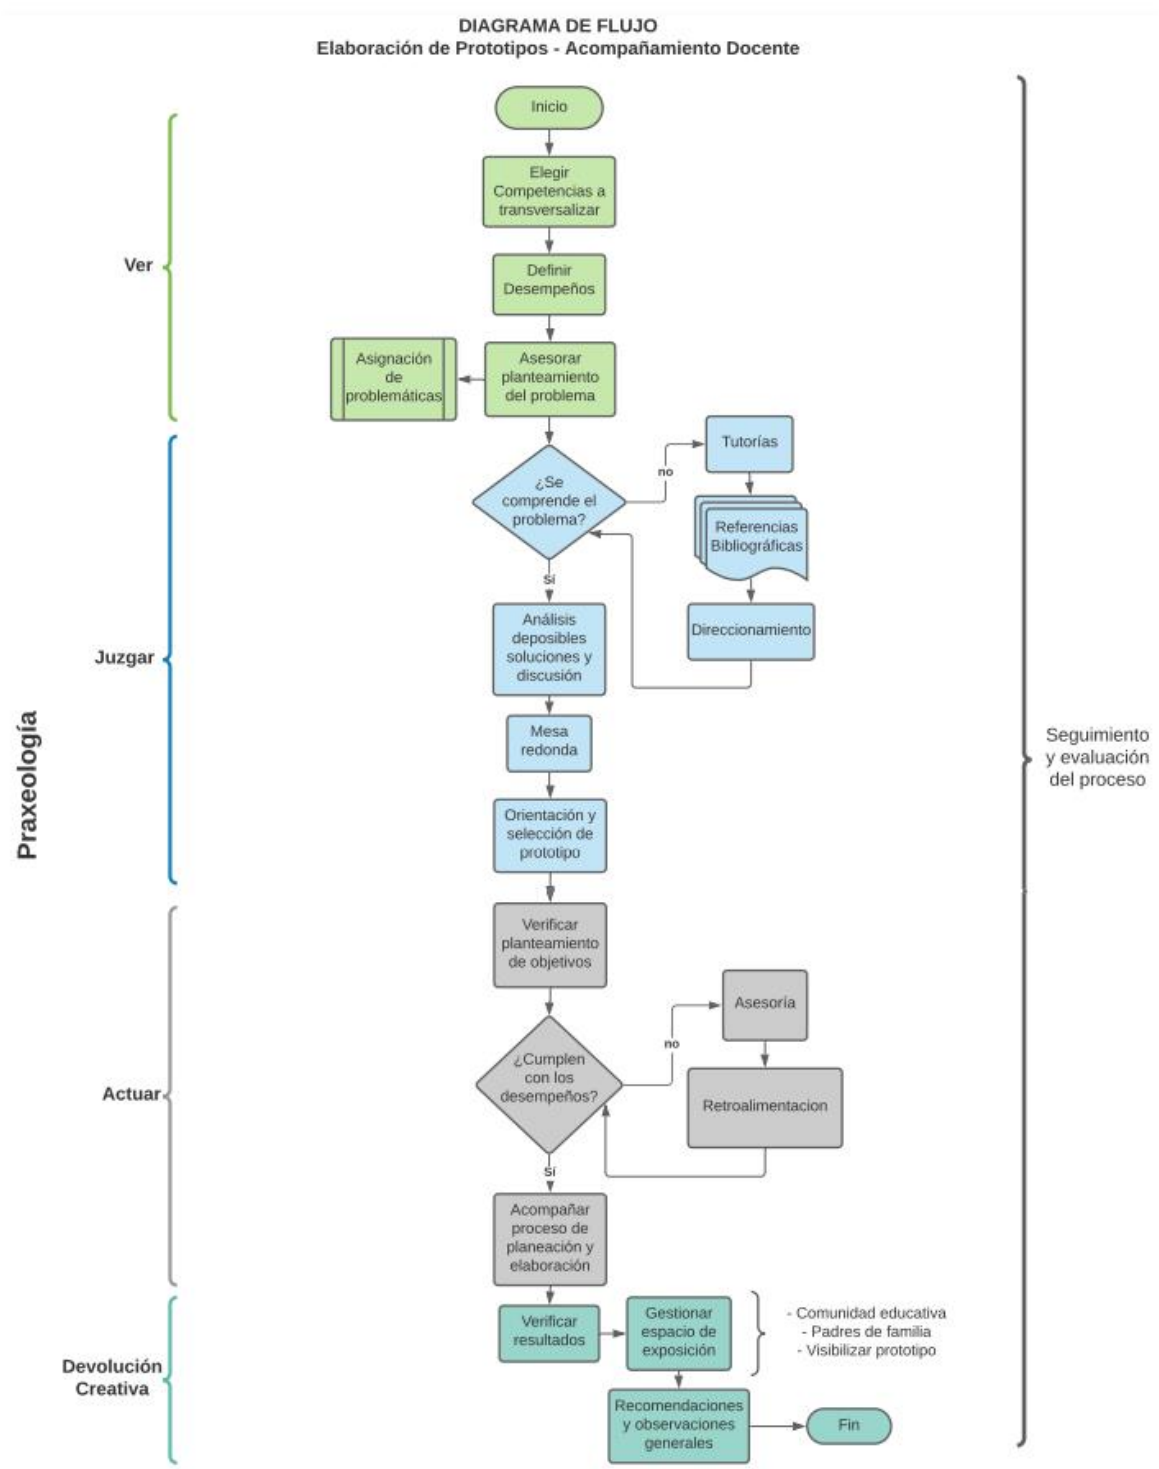 DIAGRAMA DE FLUJO
Elaboración de Prototipos - Acompañamiento Docente
Inicio
Elegir
Competencias a
transversalizar
Ver
Definir
Desempeños
Asignación
de
problemáticas
Asesorar
planteamiento
del problema
¿Se
comprende el
problema?
no
Tutorías
Referencias
Bibliográficas
Direccionamiento
Sí
Análisis
deposibles
soluciones y
discusión
Juzgar
Mesa
redonda
Praxeología
Seguimiento
y evaluación
del proceso
Orientación y
selección de
prototipo
Verificar
planteamiento
de objetivos
¿Cumplen
con los
desempeños?
no
Asesoría
Retroalimentacion
Actuar
Sí
Acompañar
proceso de
planeación y
elaboración
Verificar
resultados
Gestionar
espacio de
exposición
- Comunidad educativa
- Padres de familia
- Visibilizar prototipo
Devolución
Creativa
Recomendaciones
y observaciones
generales
Fin